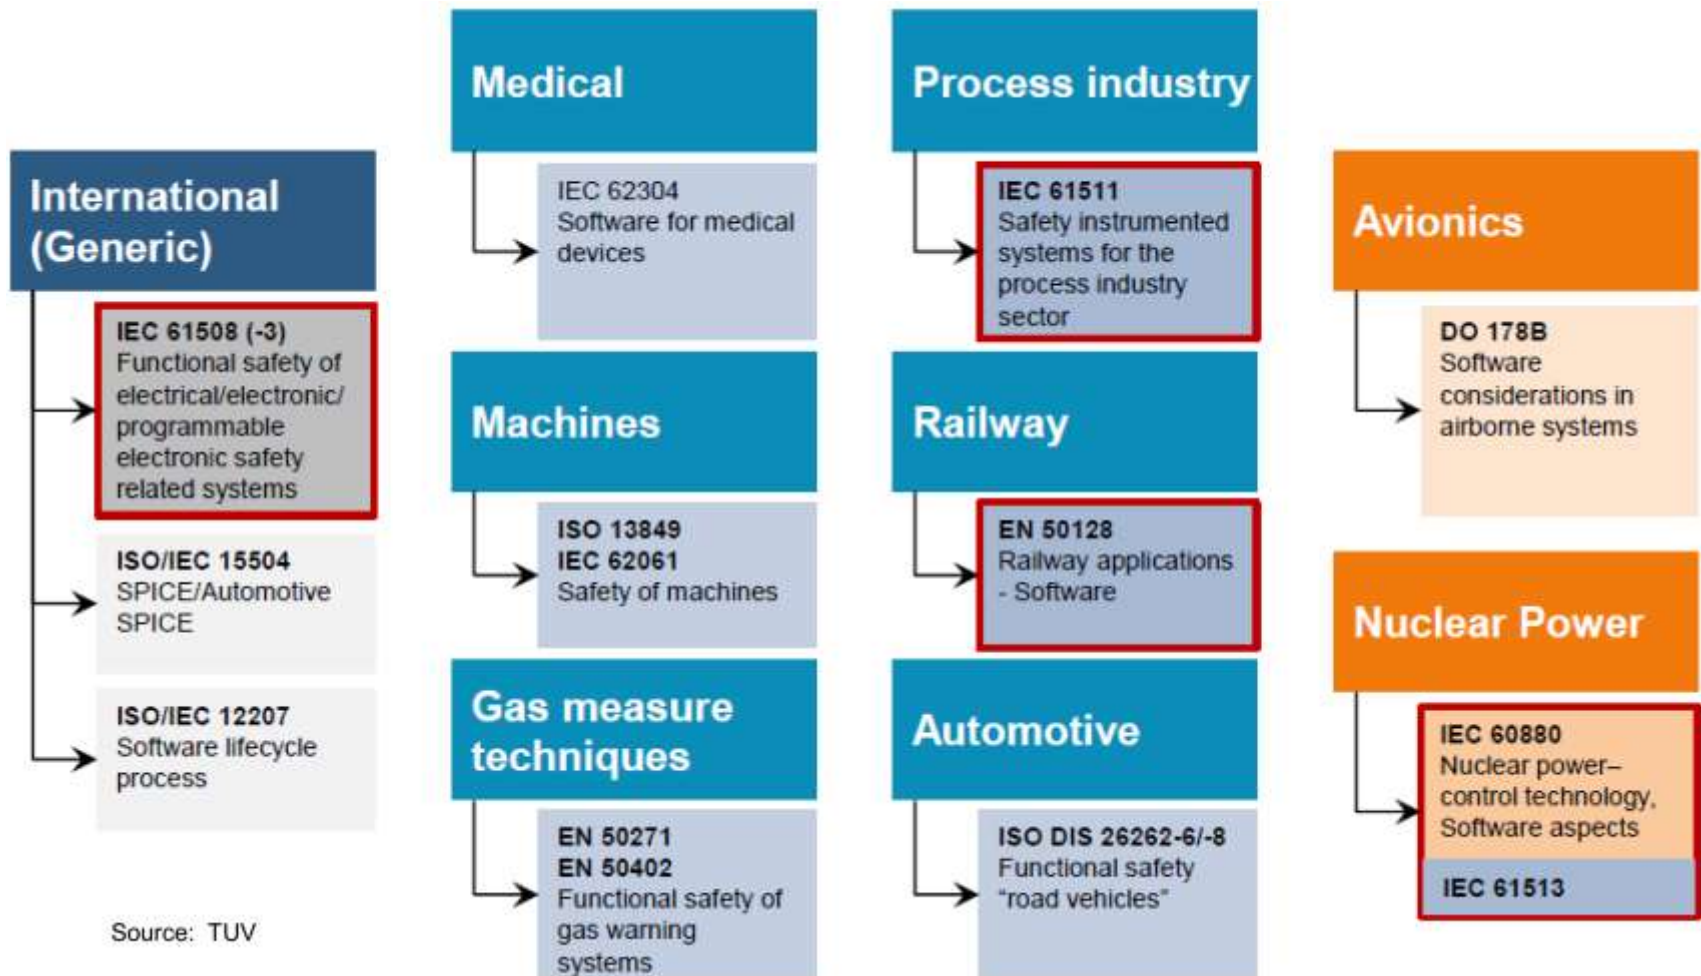 International
(Generic)
IEC 61508 (-3)
Functional safety of
electrical/electronic/
programmable
electronic safety
related systems
ISO/IEC 15504
SPICE/Automotive
SPICE
ISO/IEC 12207
Software lifecycle
process
Source: TUV
Medical
IEC 62304
Software for medical
devices
Machines
ISO 13849
IEC 62061
Safety of machines
Gas measure
techniques
EN 50271
EN 50402
Functional safety of
gas warning
systems
Process industry
IEC 61511
Safety instrumented
systems for the
process industry
sector
Railway
EN 50128
Railway applications
- Software
Automotive
ISO DIS 26262-6/-8
Functional safety
“road vehicles”
Avionics
DO 178B
Software
considerations in
airborne systems
Nuclear Power
IEC 60880
Nuclear power–
control technology,
Software aspects
IEC 61513